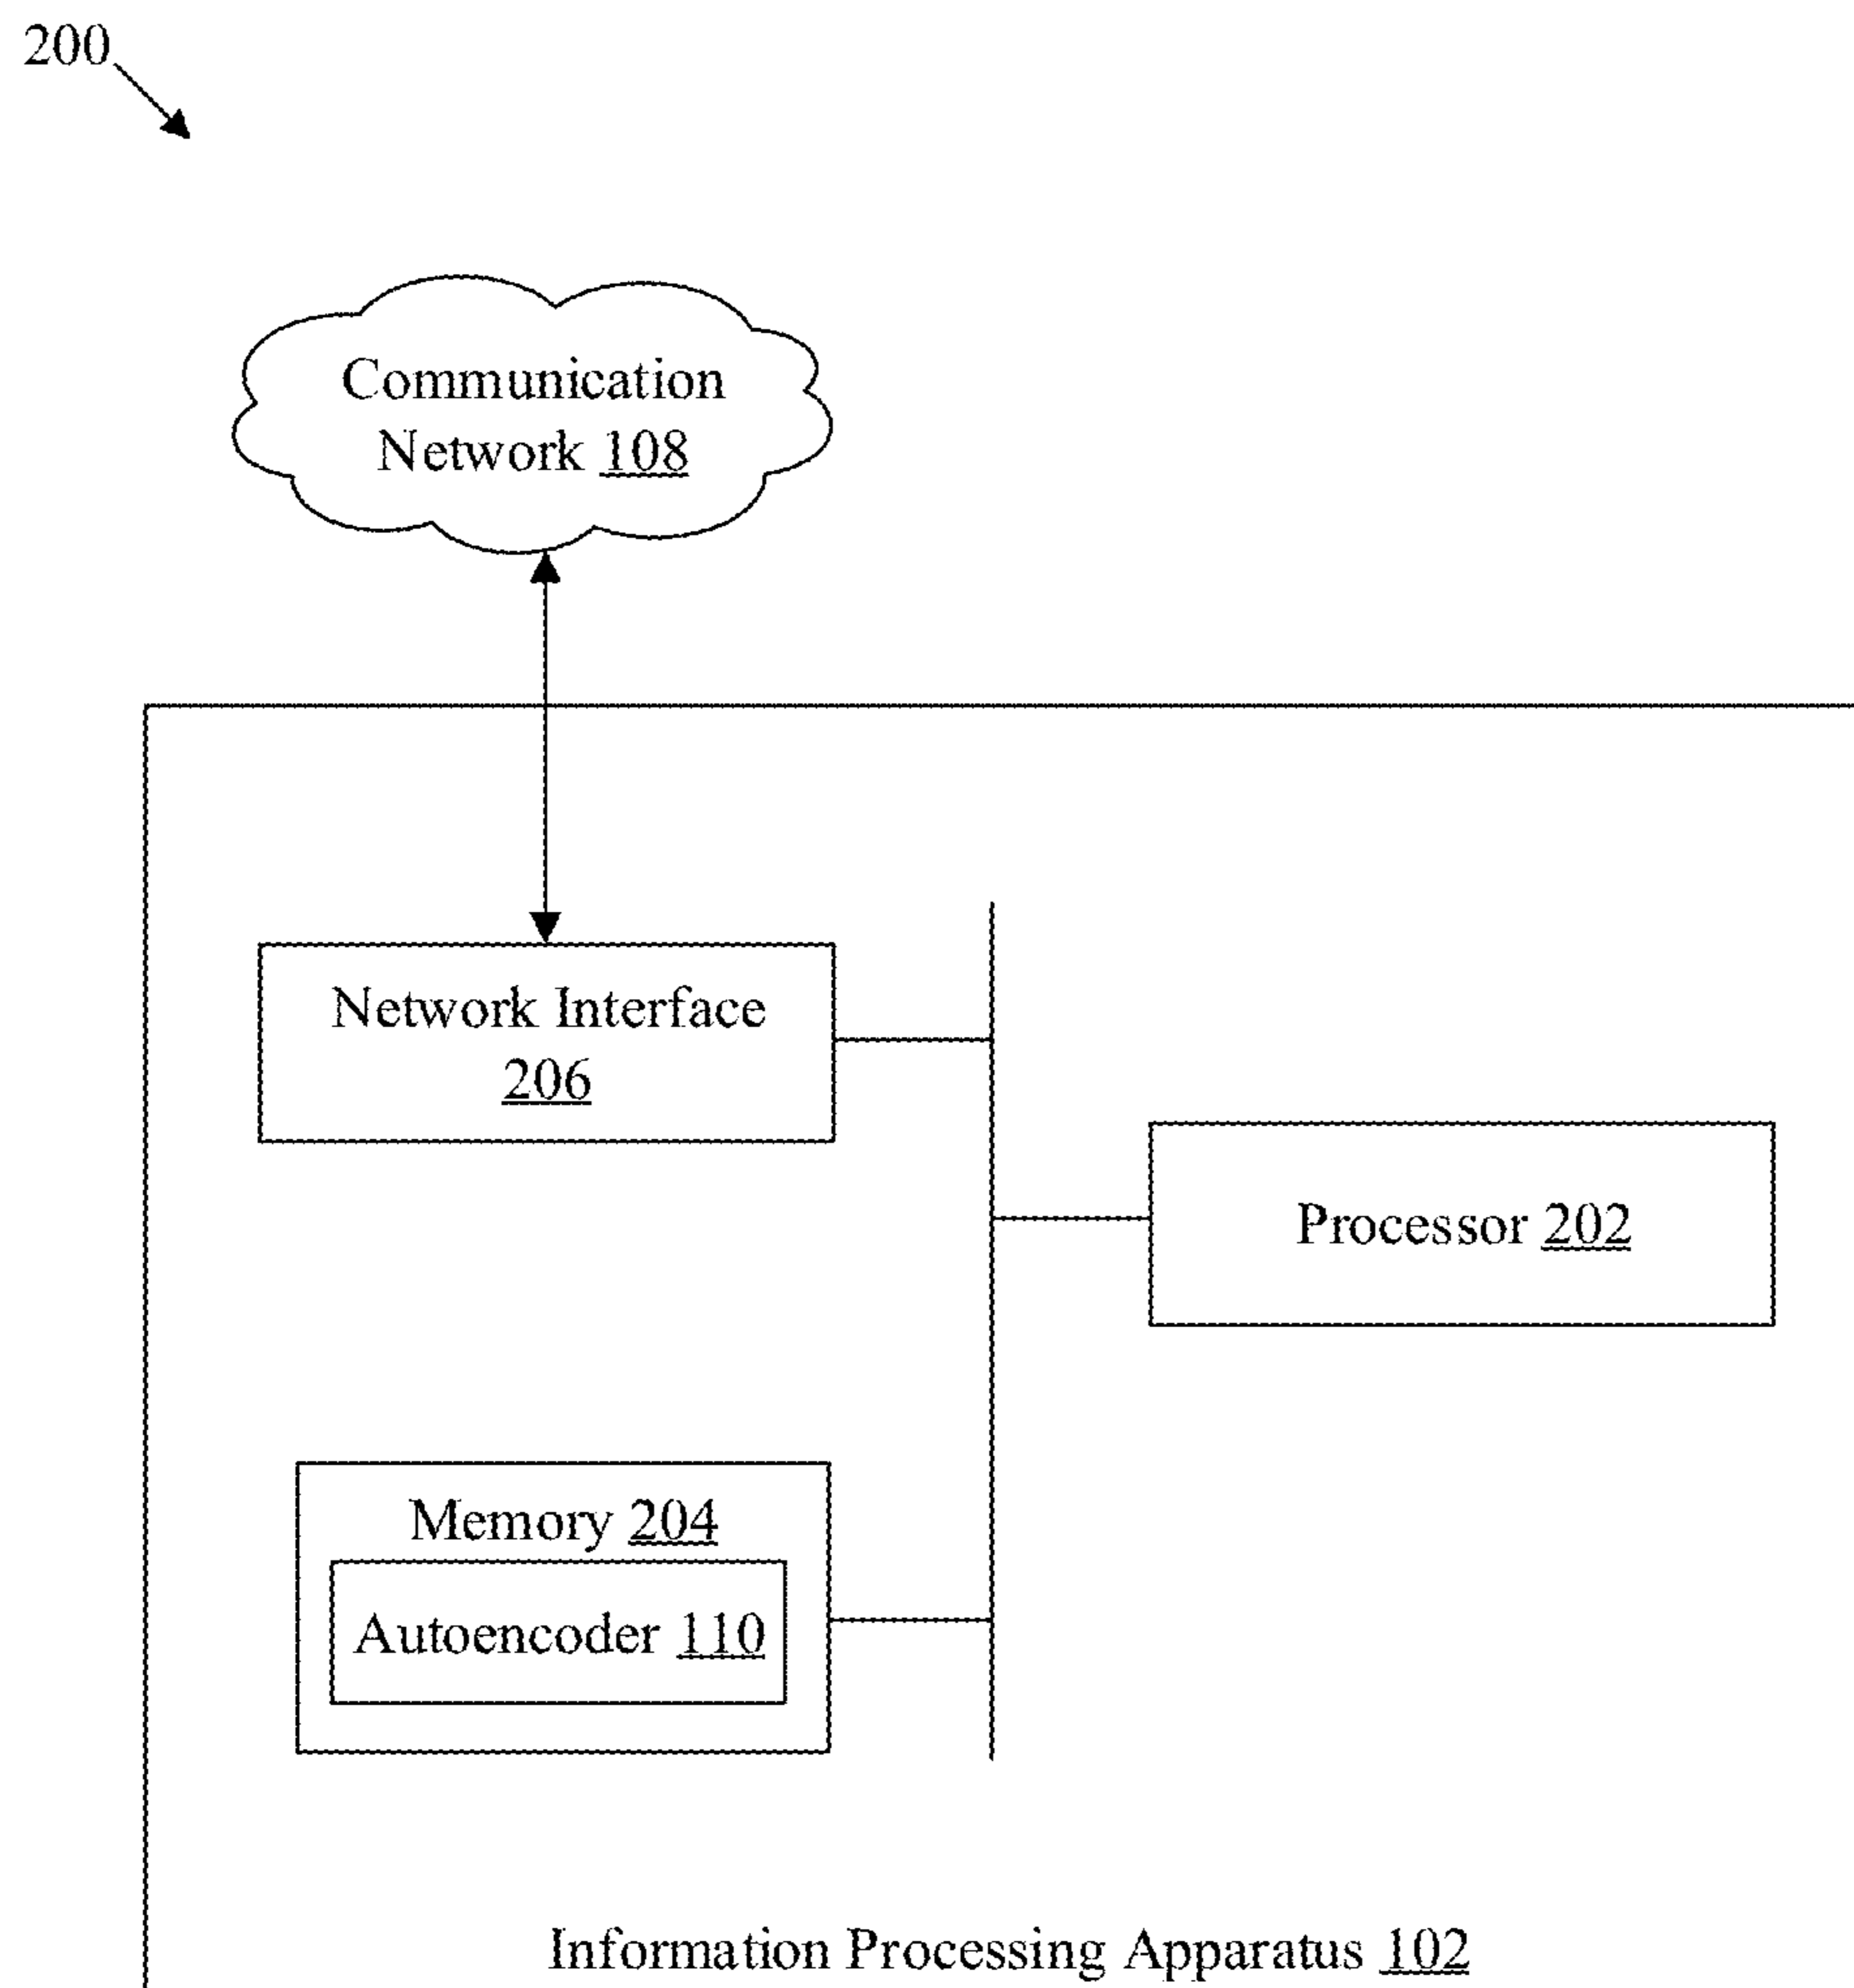 200
Communication
Network 108
Network Interface
206
Processor 202
Memory 204
Autoencoder 110
Information Processing Apparatus 102